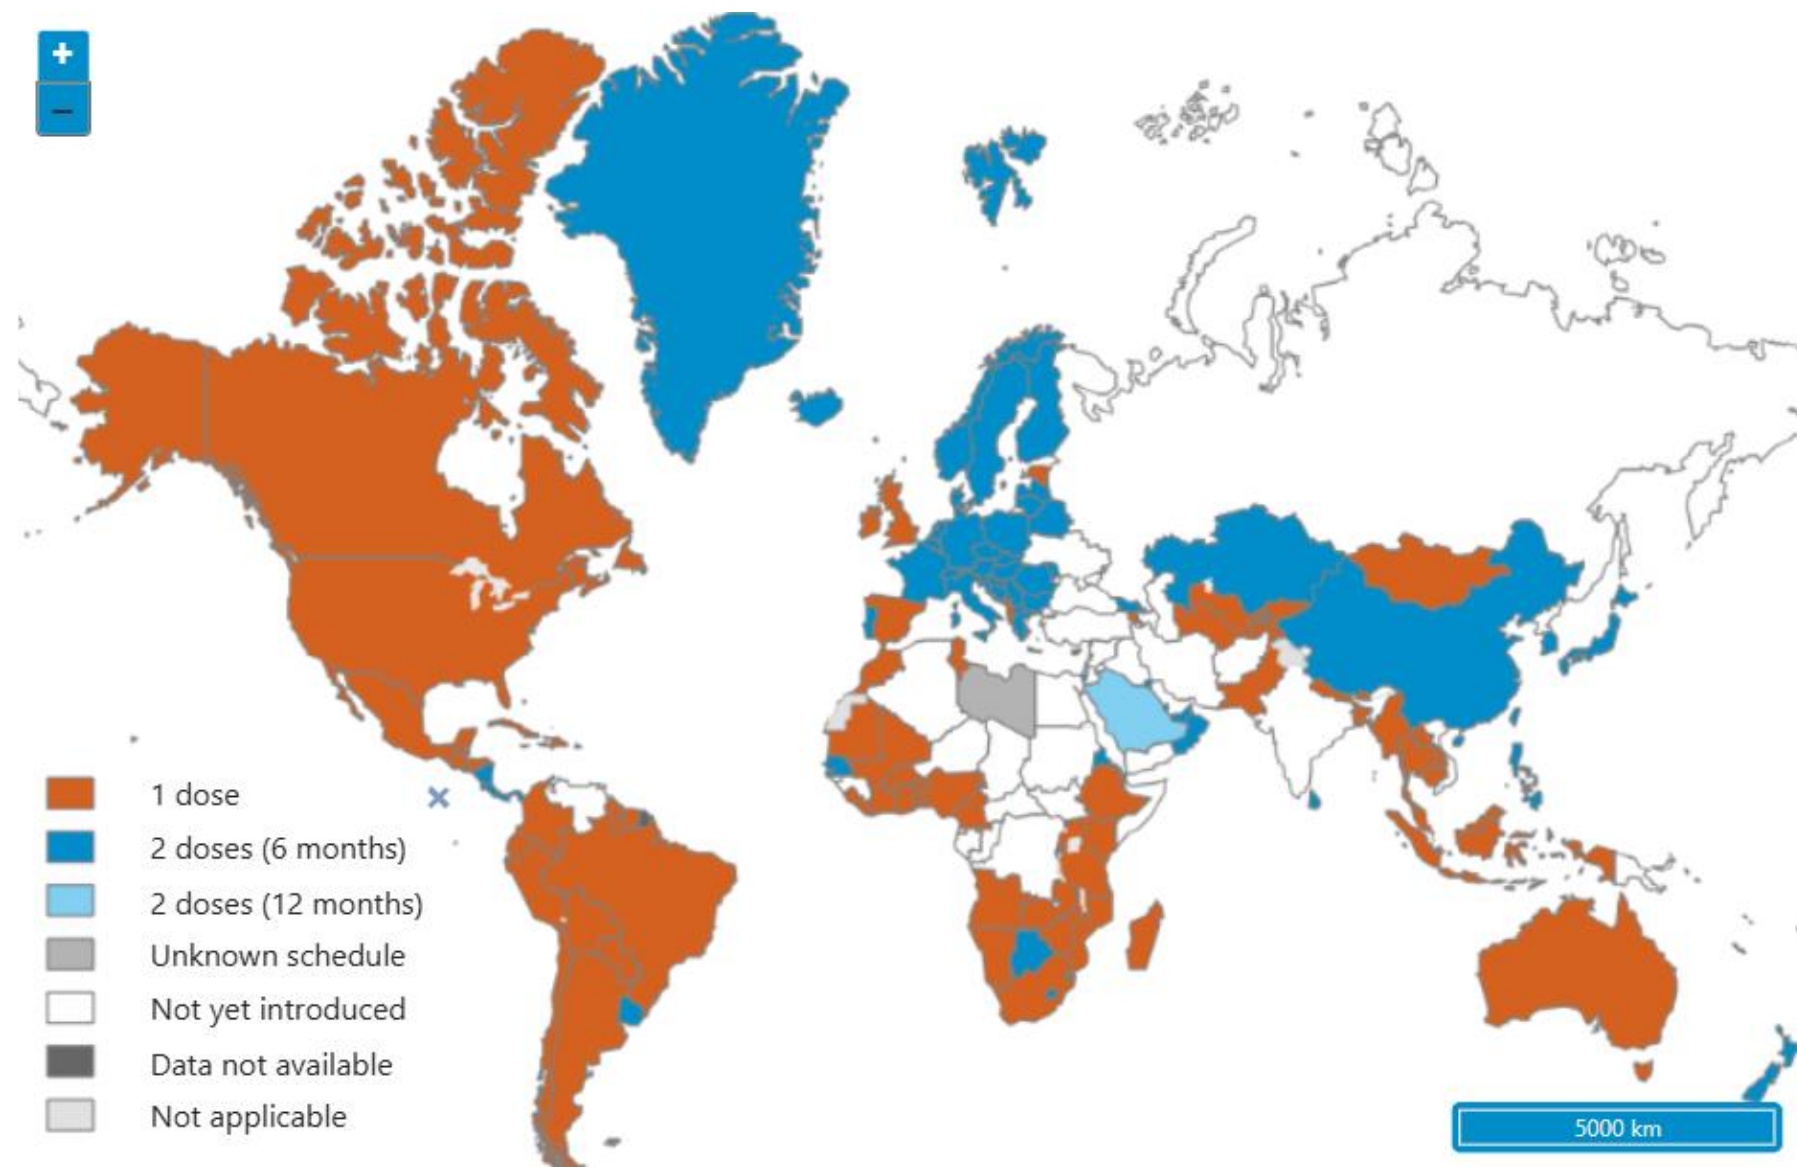 +
−
1 dose
2 doses (6 months)
2 doses (12 months)
Unknown schedule
Not yet introduced
Data not available
Not applicable
5000 km